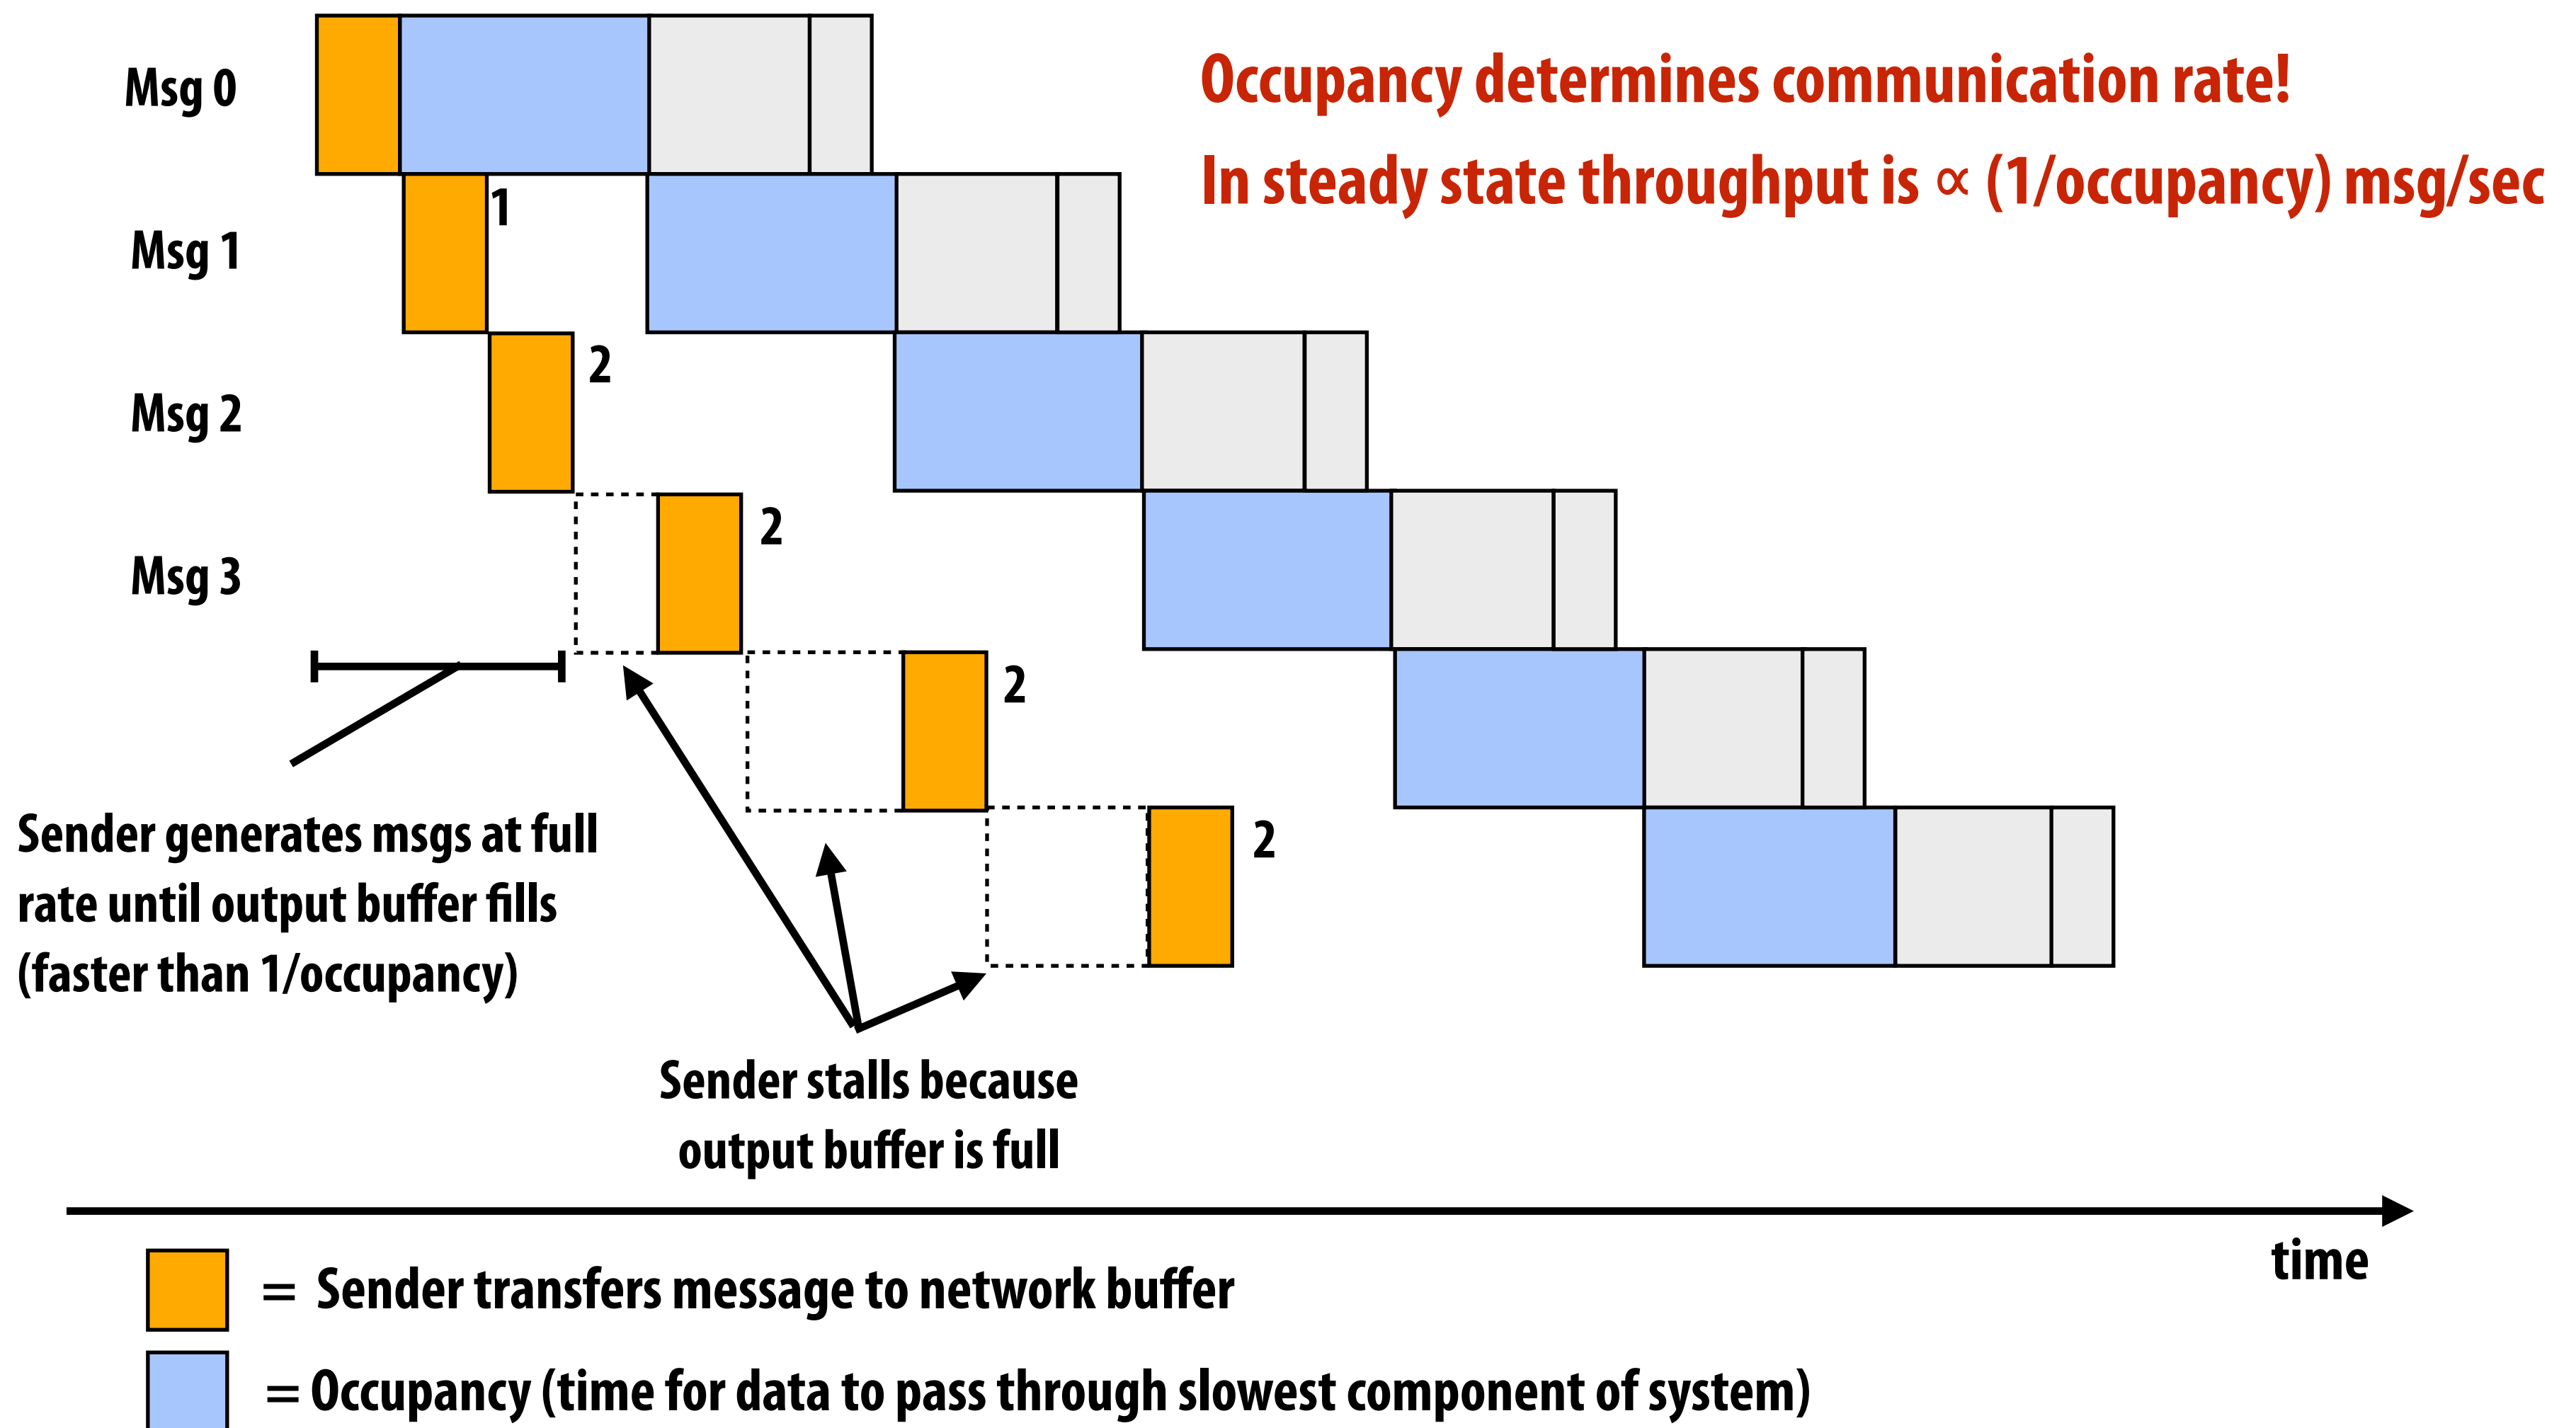 Msg 0
Occupancy determines communication rate!
In steady state throughput is ∝ (1/occupancy) msg/sec
1
Msg 1
2
Msg 2
2
Msg 3
2
2
Sender generates msgs at full
rate until output buffer fills
(faster than 1/occupancy)
Sender stalls because
output buffer is full
time
= Sender transfers message to network buffer
= Occupancy (time for data to pass through slowest component of system)